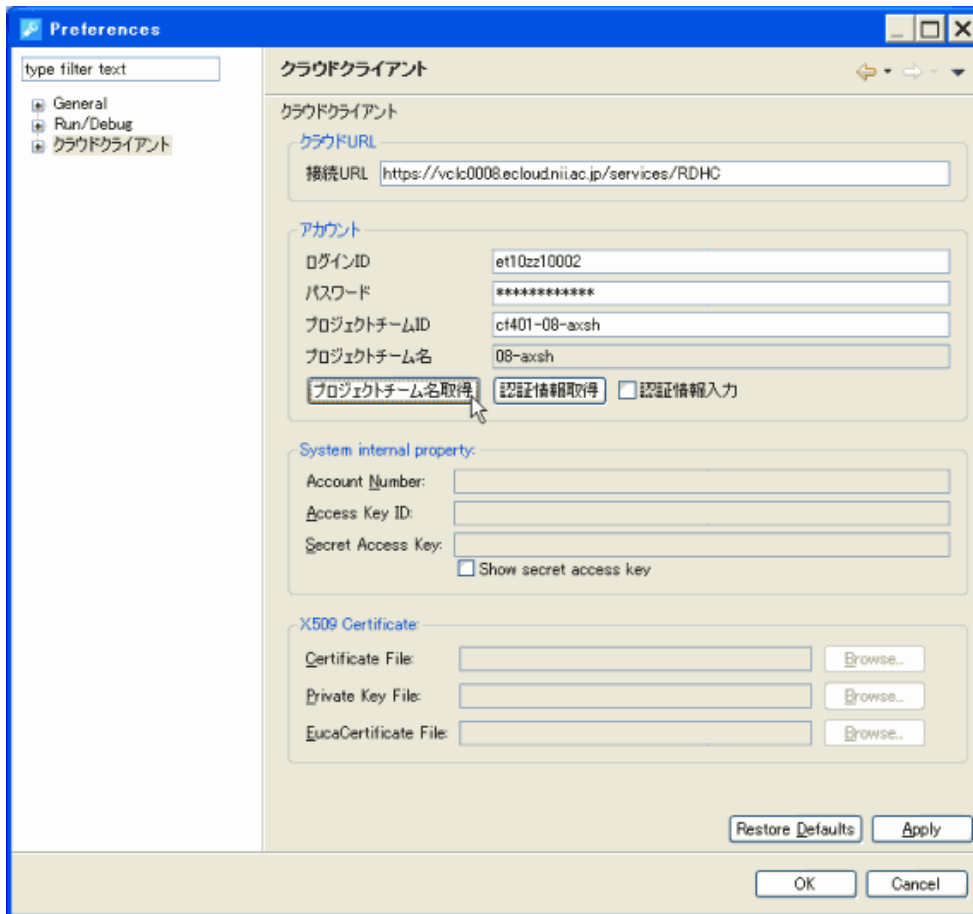 Preferences
type filter text
General
Run/Debug
クラウドクライアント
クラウドクライアント
クラウドクライアント
クラウドURL
接続URL https://vclc0008.ecloud.nii.ac.jp/services/RDHC
アカウント
ログインID et10zz10002
パスワード ************
プロジェクトチームID ct401-08-axsh
プロジェクトチーム名 08-axsh
プロジェクトチーム名取得 認証情報取得 認証情報入力
System internal property:
Account Number:
Access Key ID:
Secret Access Key:
Show secret access key
X509 Certificate:
Certificate File: Browse...
Private Key File: Browse...
EucaCertificate File: Browse...
Restore Defaults Apply
OK Cancel